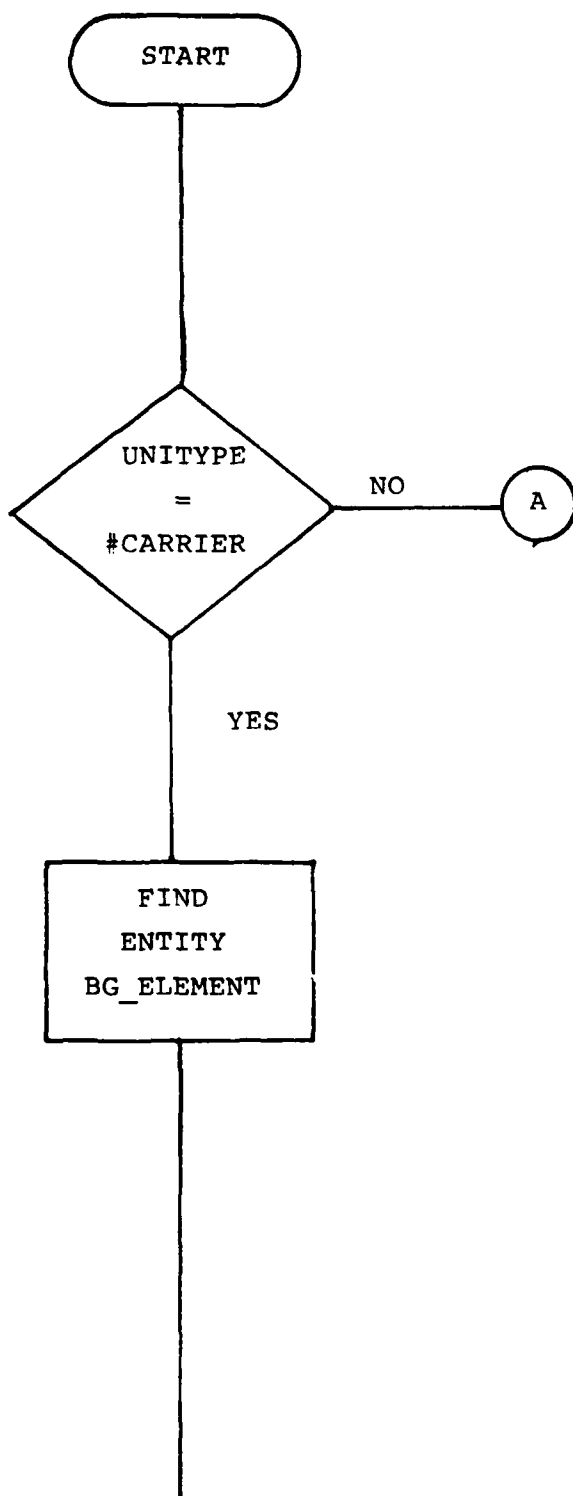 START
UNITYPE
=
#CARRIER
NO
A
YES
FIND
ENTITY
BG_ELEMENT